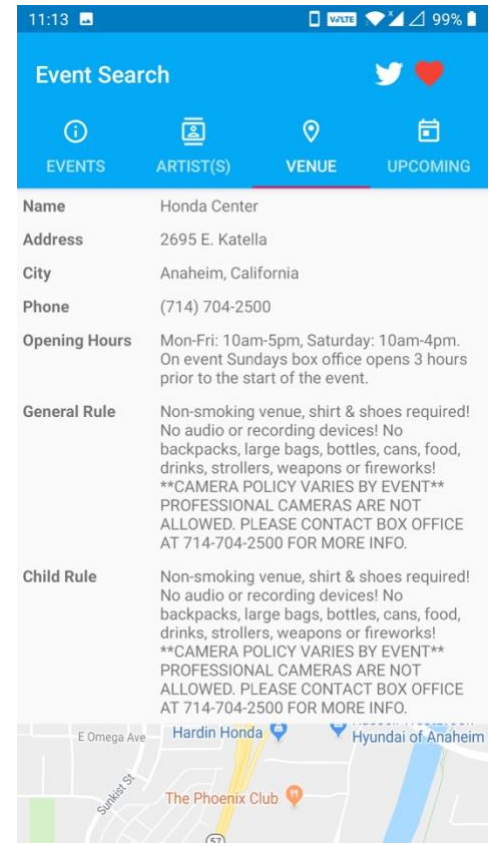 11:13 VoLTE x 99%
Event Search
EVENTS ARTIST(S) VENUE UPCOMING
Name Honda Center
Address 2695 E. Katella
City Anaheim, California
Phone (714) 704-2500
Opening Hours Mon-Fri: 10am-5pm, Saturday: 10am-4pm.
On event Sundays box office opens 3 hours
prior to the start of the event.
General Rule Non-smoking venue, shirt & shoes required!
No audio or recording devices! No
backpacks, large bags, bottles, cans, food,
drinks, strollers, weapons or fireworks!
**CAMERA POLICY VARIES BY EVENT**
PROFESSIONAL CAMERAS ARE NOT
ALLOWED. PLEASE CONTACT BOX OFFICE
AT 714-704-2500 FOR MORE INFO.
Child Rule Non-smoking venue, shirt & shoes required!
No audio or recording devices! No
backpacks, large bags, bottles, cans, food,
drinks, strollers, weapons or fireworks!
**CAMERA POLICY VARIES BY EVENT**
PROFESSIONAL CAMERAS ARE NOT
ALLOWED. PLEASE CONTACT BOX OFFICE
AT 714-704-2500 FOR MORE INFO.
E Omega Ave Hardin Honda
Hyundai of Anaheim
Sunkist St
The Phoenix Club
57